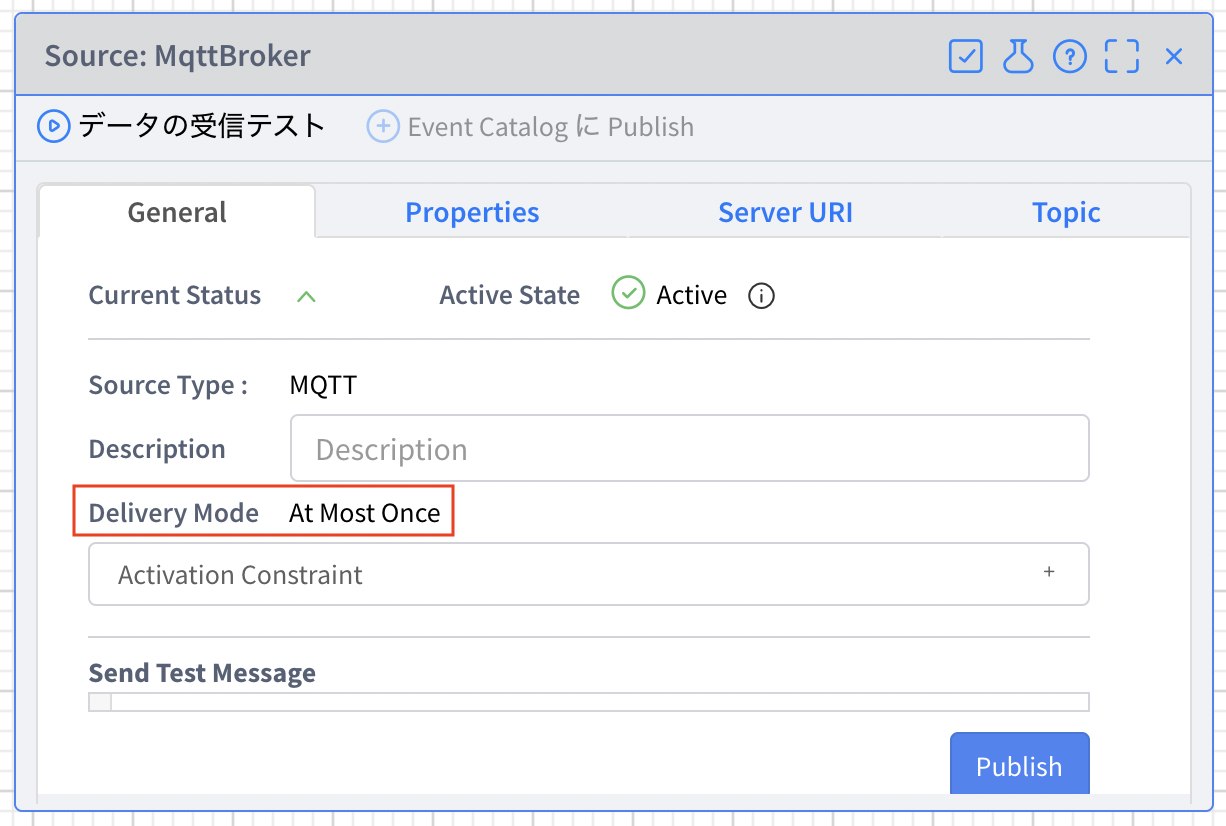 Source: MqttBroker
データの受信テスト Event Catalog に Publish
General Properties Server URI Topic
Current Status Active State Active
Source Type : MQTT
Description Description
Delivery Mode At Most Once
Activation Constraint +
Send Test Message
Publish